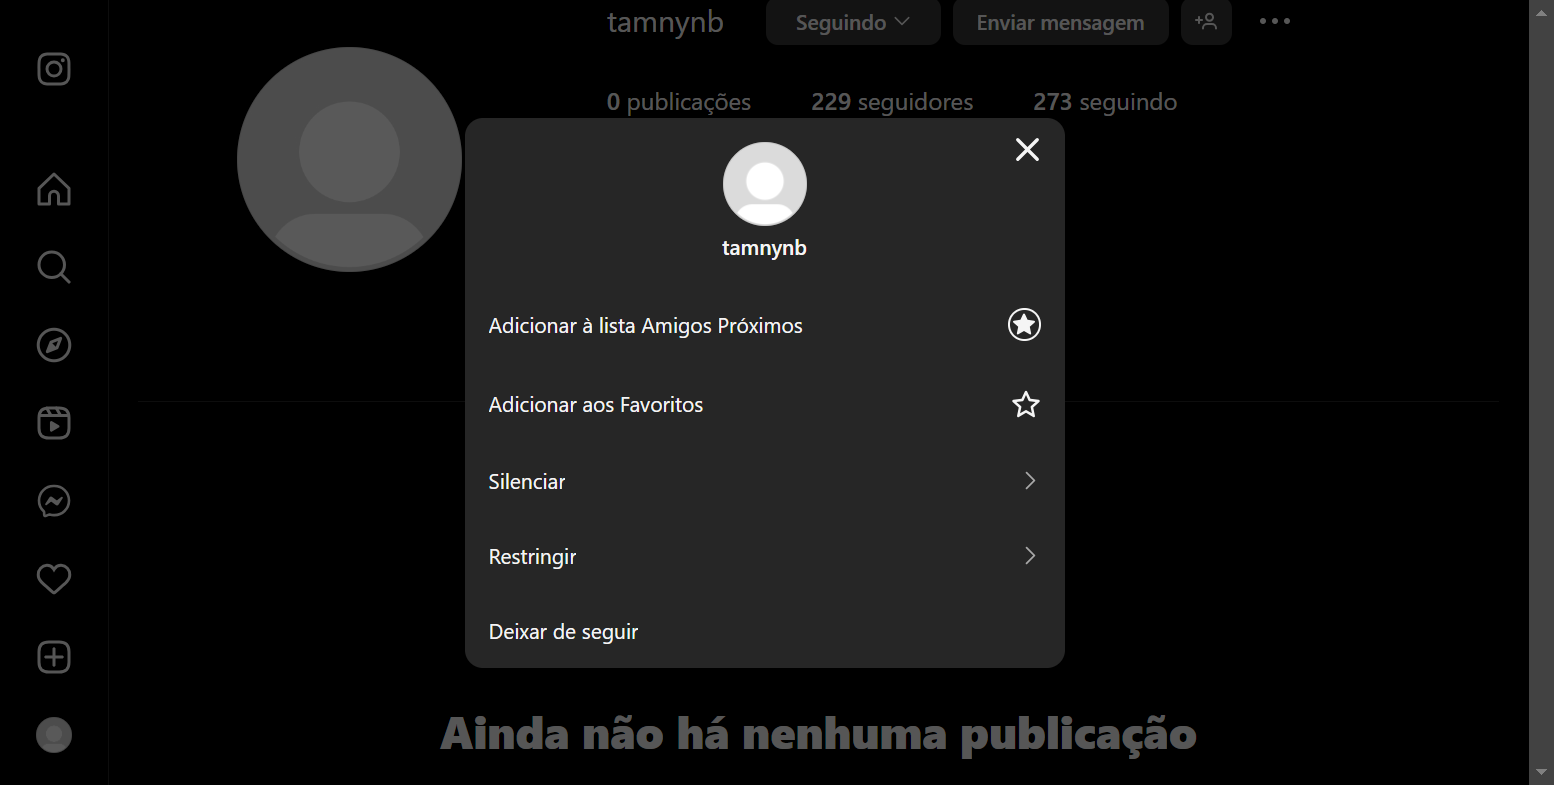 tamnynb Seguindo Enviar mensagem
0 publicações 229 seguidores 273 seguindo
tamnynb
Adicionar à lista Amigos Próximos
Adicionar aos Favoritos
Silenciar
Restringir
Deixar de seguir
Ainda não há nenhuma publicação